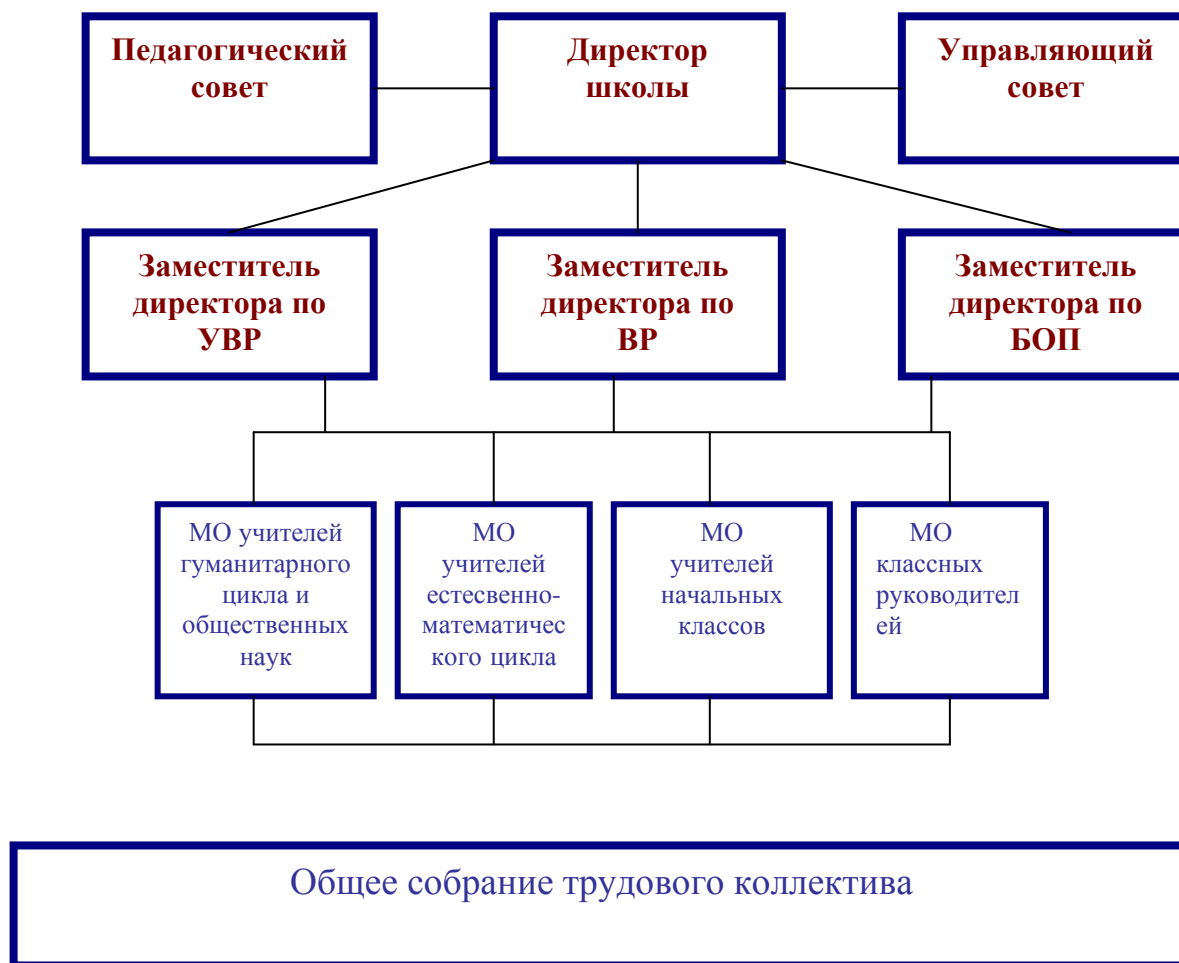 Педагогический
совет
Директор
школы
Управляющий
совет
Заместитель
директора по
УВР
Заместитель
директора по
ВР
Заместитель
директора по
БОП
МО учителей
гуманитарного
цикла и
общественных
наук
МО
учителей
естесвенно-
математичес
кого цикла
МО
учителей
начальных
классов
МО
классных
руководител
ей
Общее собрание трудового коллектива